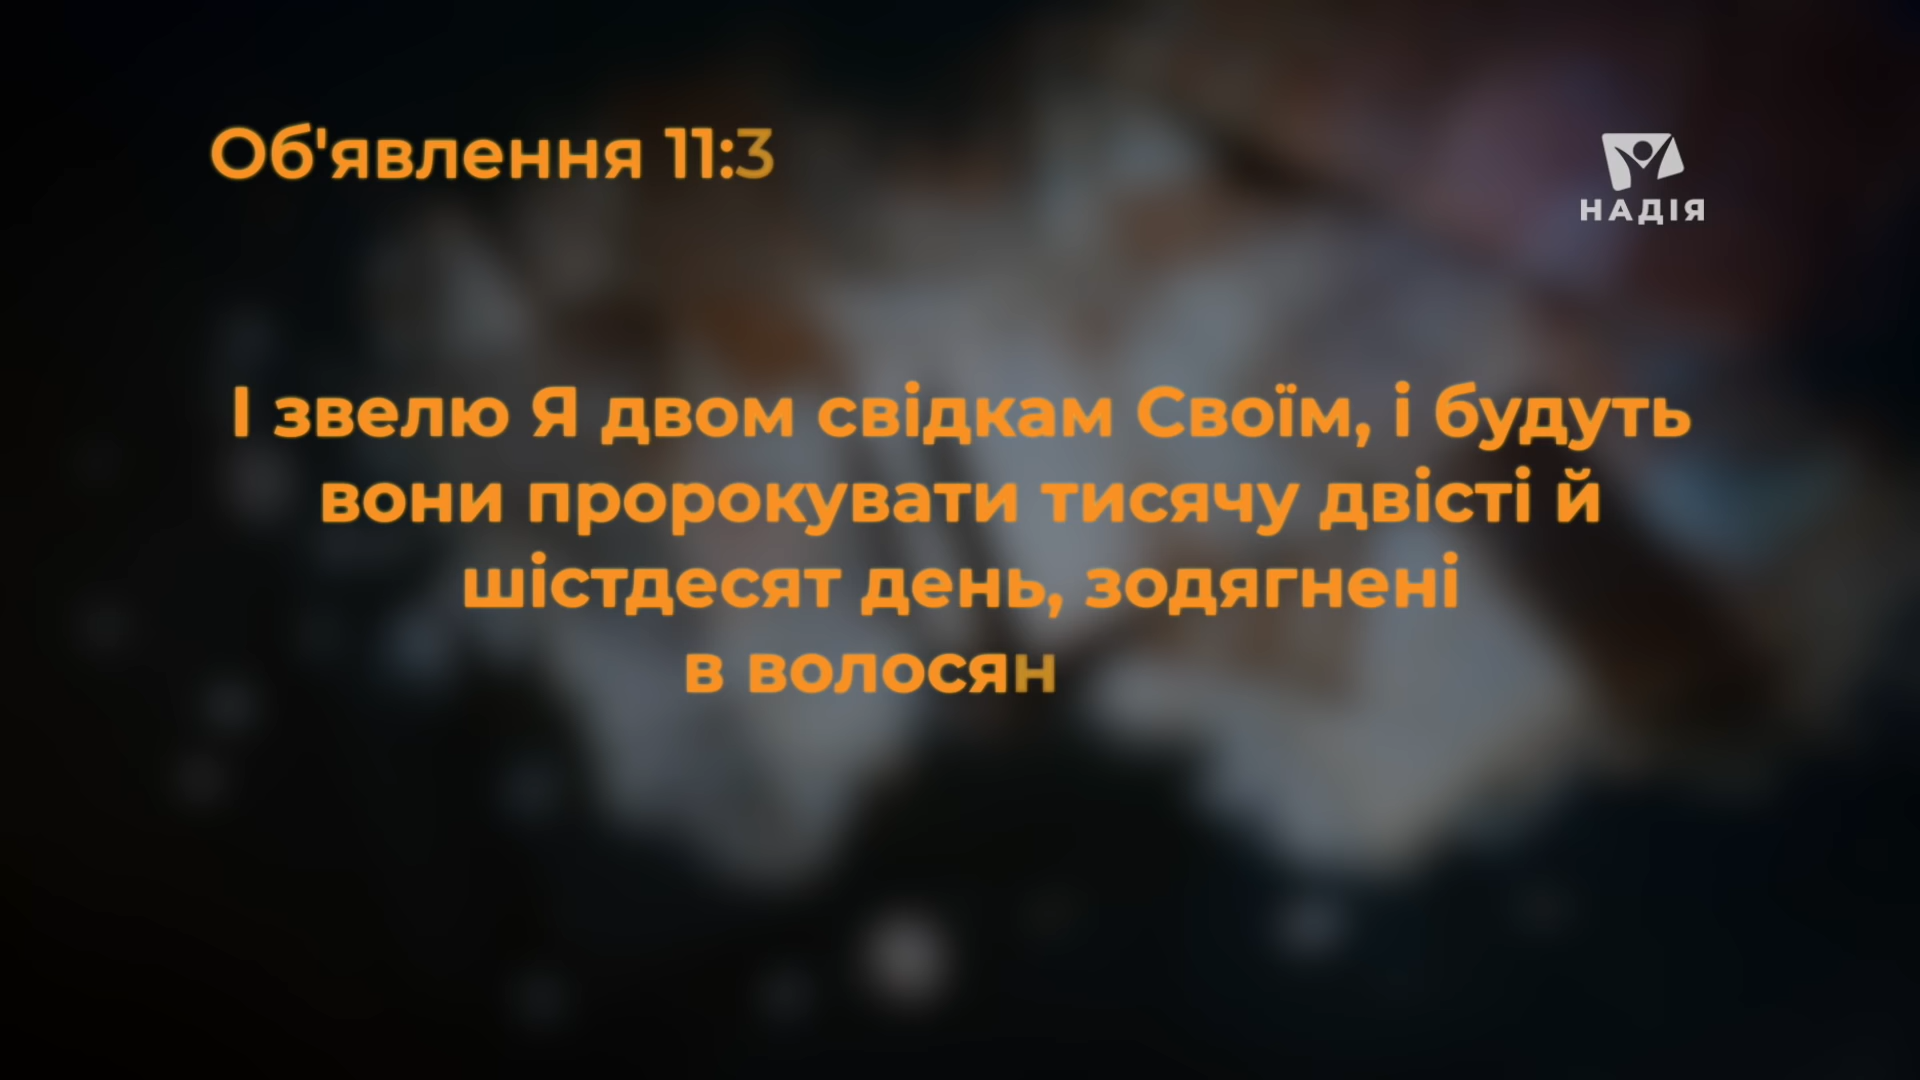 Об'явлення 11:3
НАДІЯ
І звелю Я двом свідкам Своїм, і будуть
вони пророкувати тисячу двісті й
шістдесят день, зодягнені
в волосян